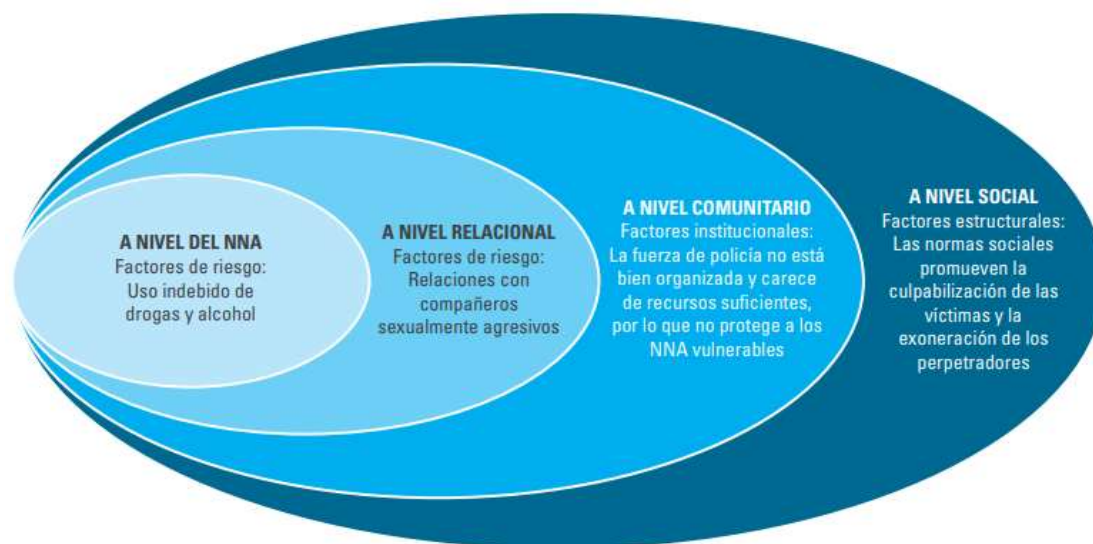 A NIVEL DEL NNA
Factores de riesgo:
Uso indebido de
drogas y alcohol
A NIVEL RELACIONAL
Factores de riesgo:
Relaciones con
compañeros
sexualmente agresivos
A NIVEL COMUNITARIO
Factores institucionales:
La fuerza de policía no está
bien organizada y carece
de recursos suficientes,
por lo que no protege a los
NNA vulnerables
A NIVEL SOCIAL
Factores estructurales:
Las normas sociales
promueven la
culpabilización de las
víctimas y la
exoneración de los
perpetradores